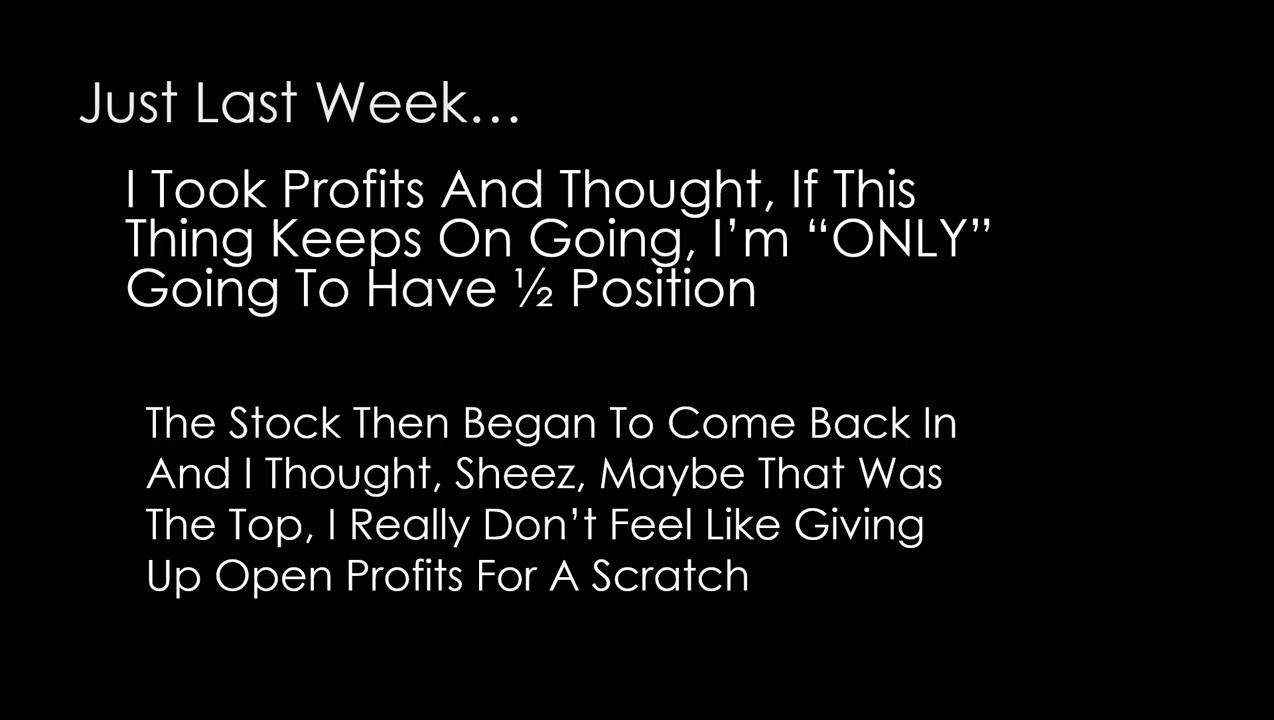 Just Last Week…
I Took Profits And Thought, If This
Thing Keeps On Going, I’m “ONLY”
Going To Have ½ Position
The Stock Then Began To Come Back In
And I Thought, Sheez, Maybe That Was
The Top, I Really Don’t Feel Like Giving
Up Open Profits For A Scratch